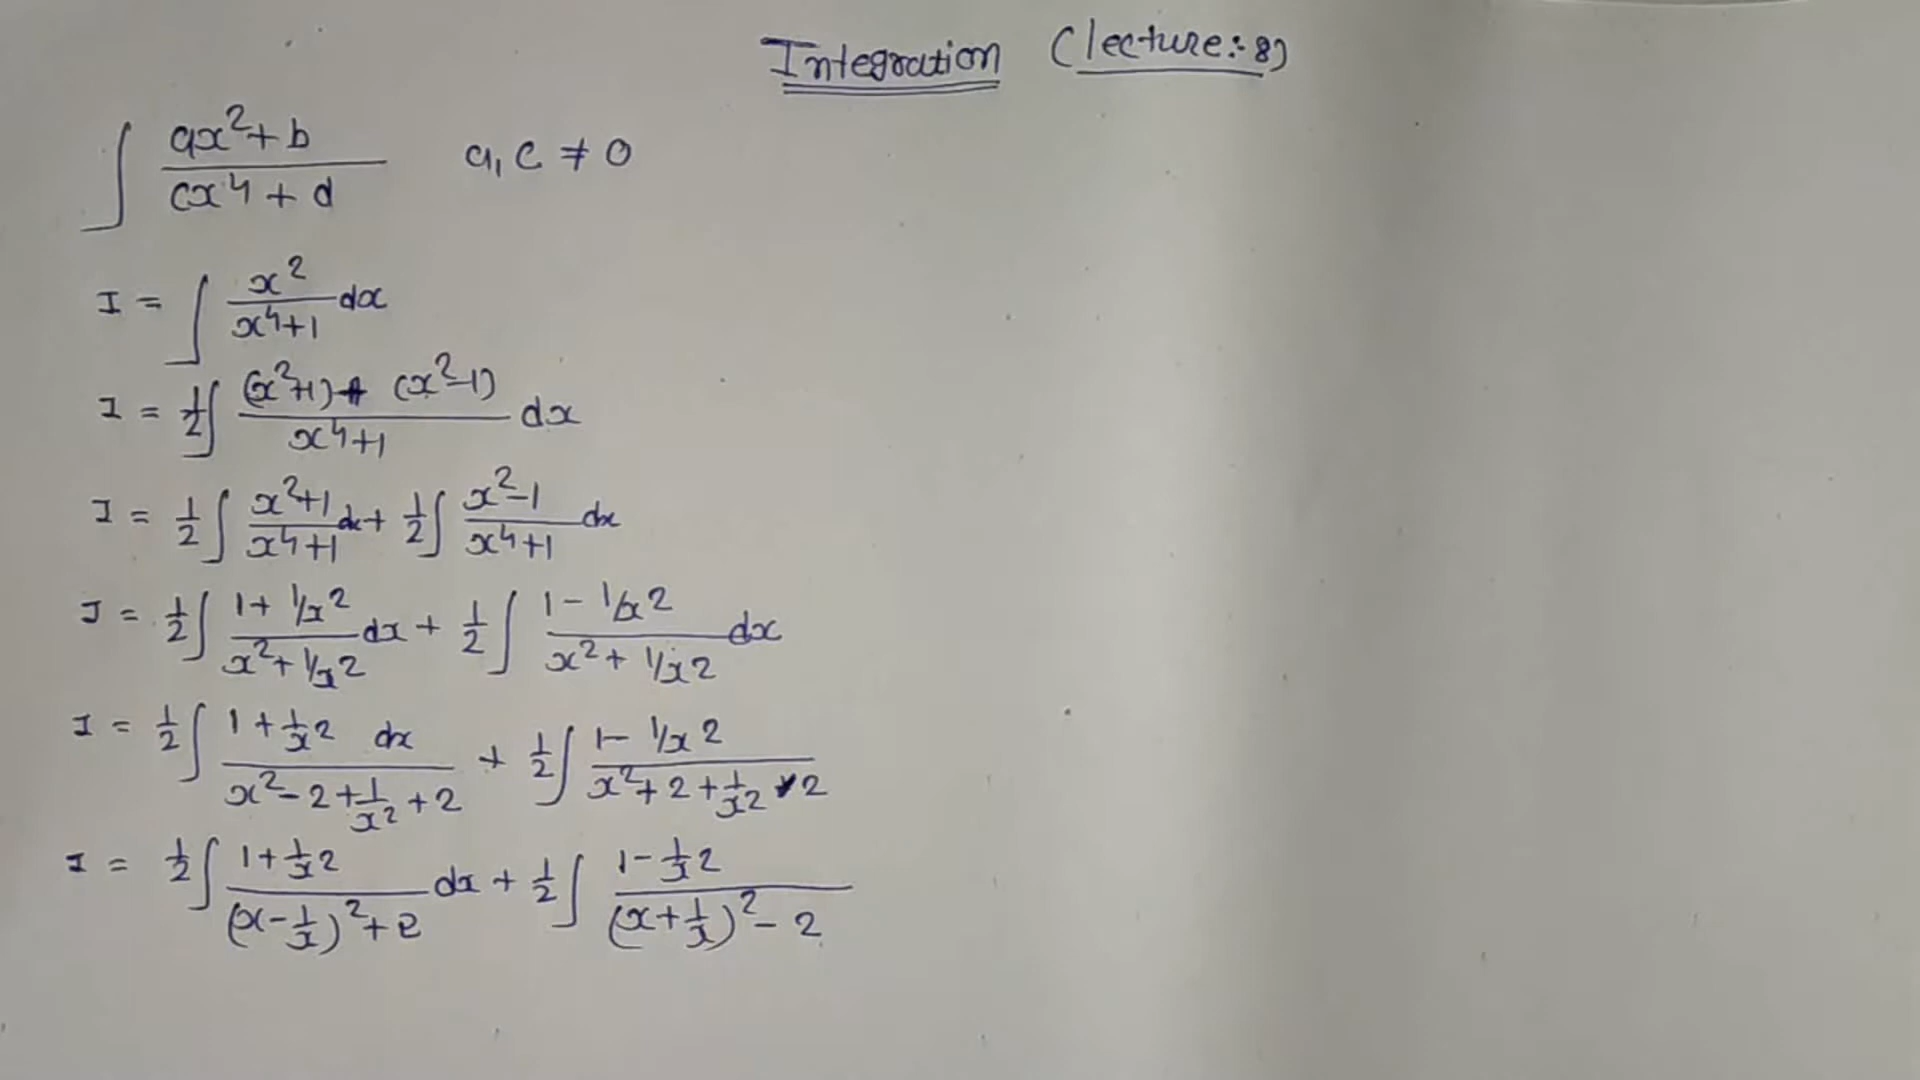 Integration (lecture:-8)
∫ ax²+b / cx⁴+d a, c ≠ 0
I = ∫ x² / x⁴+1 dx
I = 1/2 ∫ (x²+1)+ (x²-1) / x⁴+1 dx
I = 1/2 ∫ x²+1 / x⁴+1 dx + 1/2 ∫ x²-1 / x⁴+1 dx
I = 1/2 ∫ 1+ 1/x² / x²+ 1/x² dx + 1/2 ∫ 1- 1/x² / x²+ 1/x² dx
I = 1/2 ∫ 1+ 1/x² dx / x²-2+1/x²+2 + 1/2 ∫ 1- 1/x² / x²+2+1/x²-2
I = 1/2 ∫ 1+1/x² / (x-1/x)²+2 dx + 1/2 ∫ 1-1/x² / (x+1/x)²-2